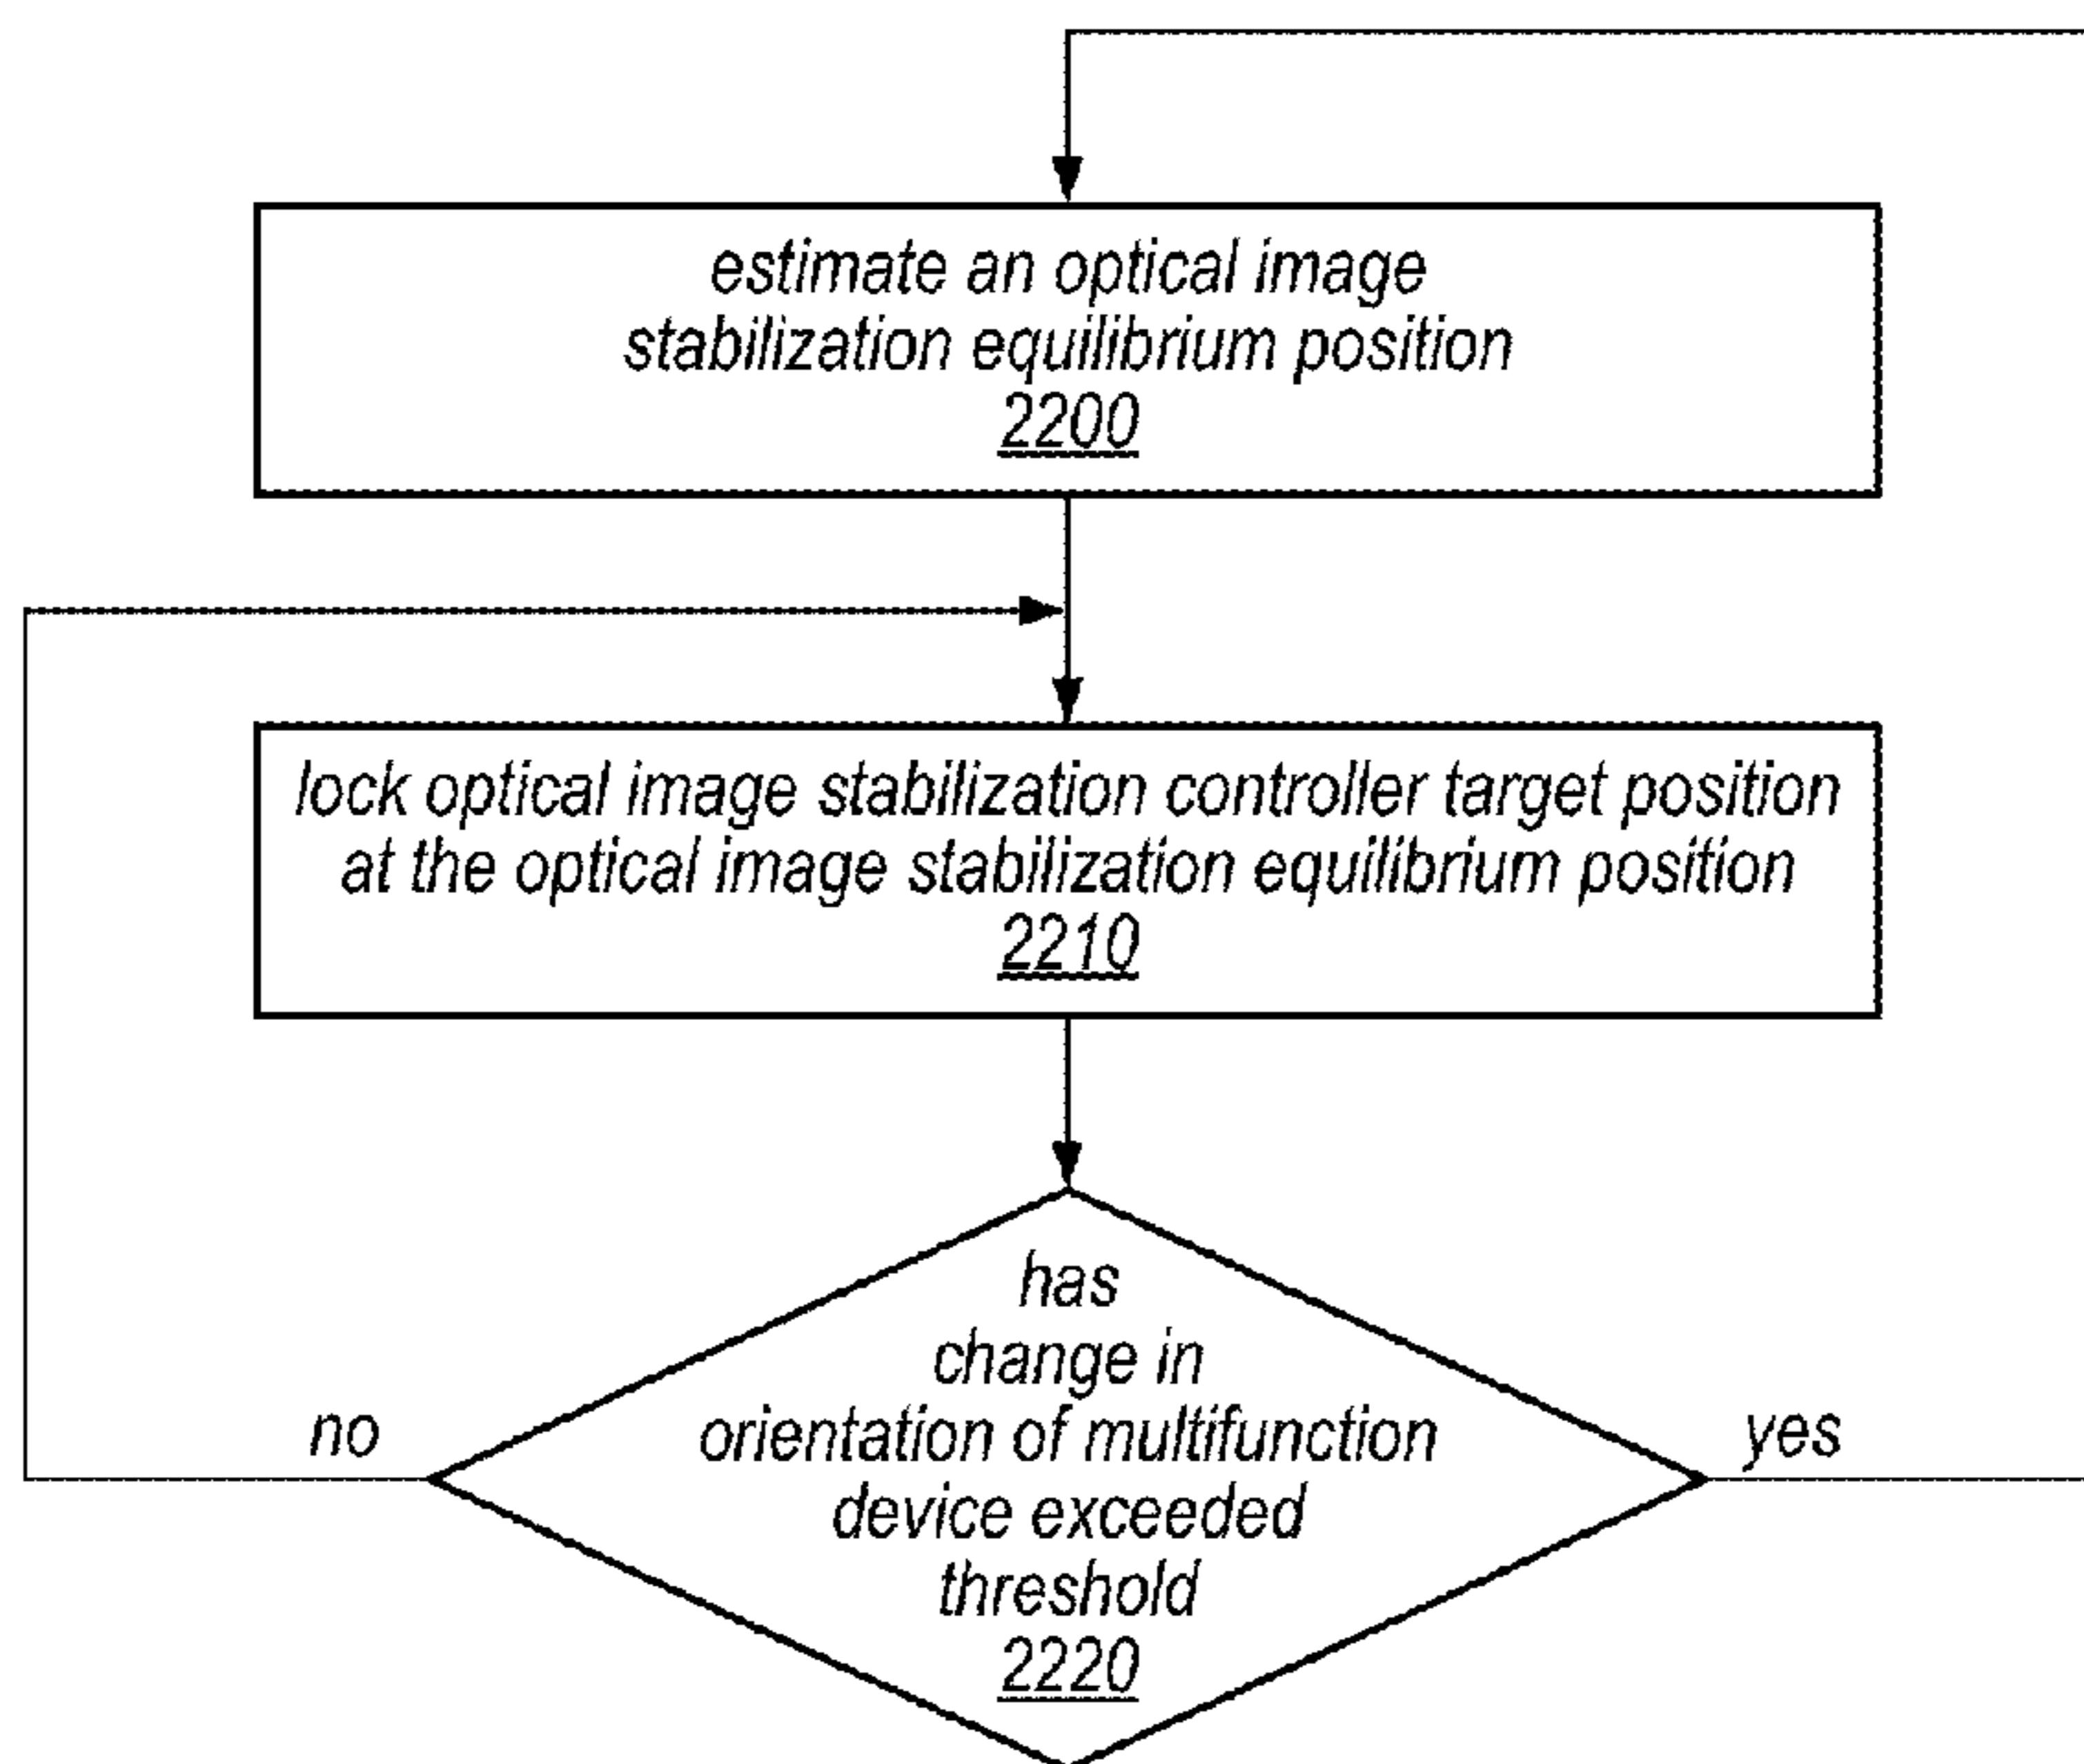 estimate an optical image
stabilization equilibrium position
2200
lock optical image stabilization controller target position
at the optical image stabilization equilibrium position
2210
has
change in
orientation of multifunction
device exceeded
threshold
2220
no
yes